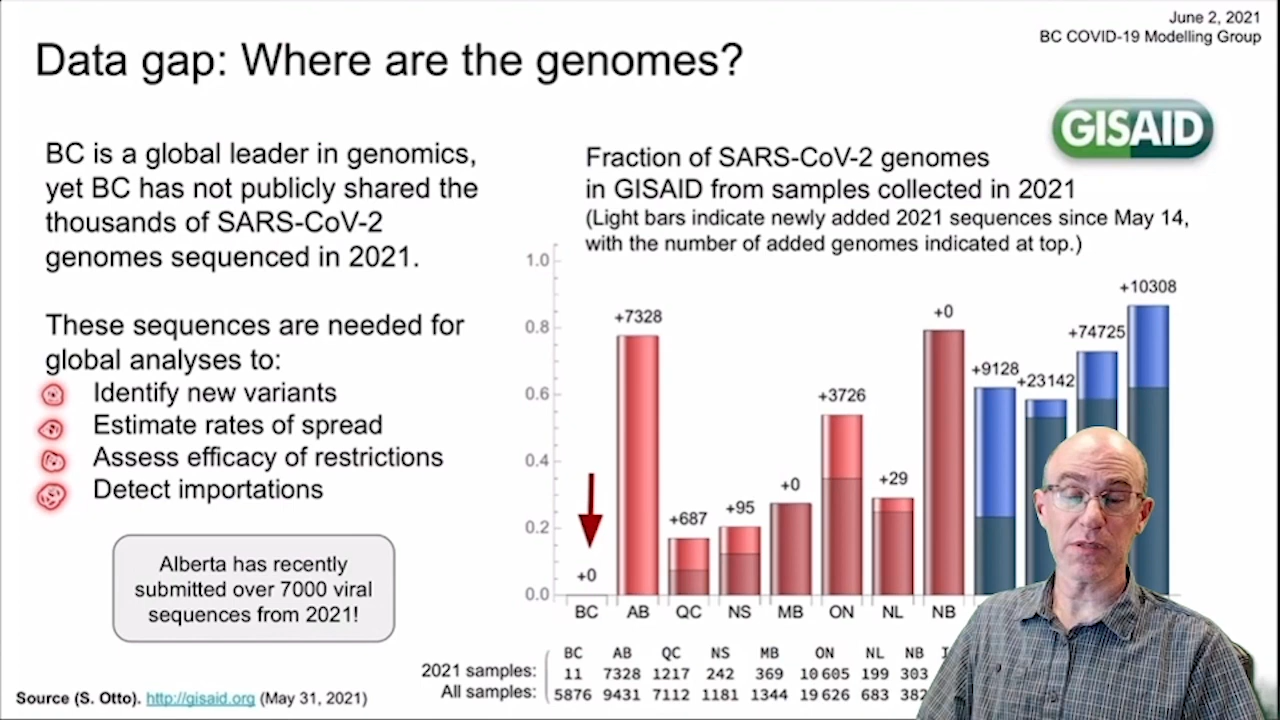 June 2, 2021
BC COVID-19 Modelling Group
Data gap: Where are the genomes?
GISAID
BC is a global leader in genomics,
yet BC has not publicly shared the
thousands of SARS-CoV-2
genomes sequenced in 2021.
These sequences are needed for
global analyses to:
Identify new variants
Estimate rates of spread
Assess efficacy of restrictions
Detect importations
Alberta has recently
submitted over 7000 viral
sequences from 2021!
Source (S. Otto). http://gisaid.org (May 31, 2021)
Fraction of SARS-CoV-2 genomes
in GISAID from samples collected in 2021
(Light bars indicate newly added 2021 sequences since May 14,
with the number of added genomes indicated at top.)
1.0
0.8
0.6
0.4
0.2
0.0
+0
+7328
+687
+95
+0
+3726
+29
+0
+9128
+23142
+74725
+10308
BC AB QC NS MB ON NL NB
BC AB QC NS MB ON NL NB
2021 samples: 11 7328 1217 242 369 10605 199 303
All samples: 5876 9431 7112 1181 1344 19626 683 382